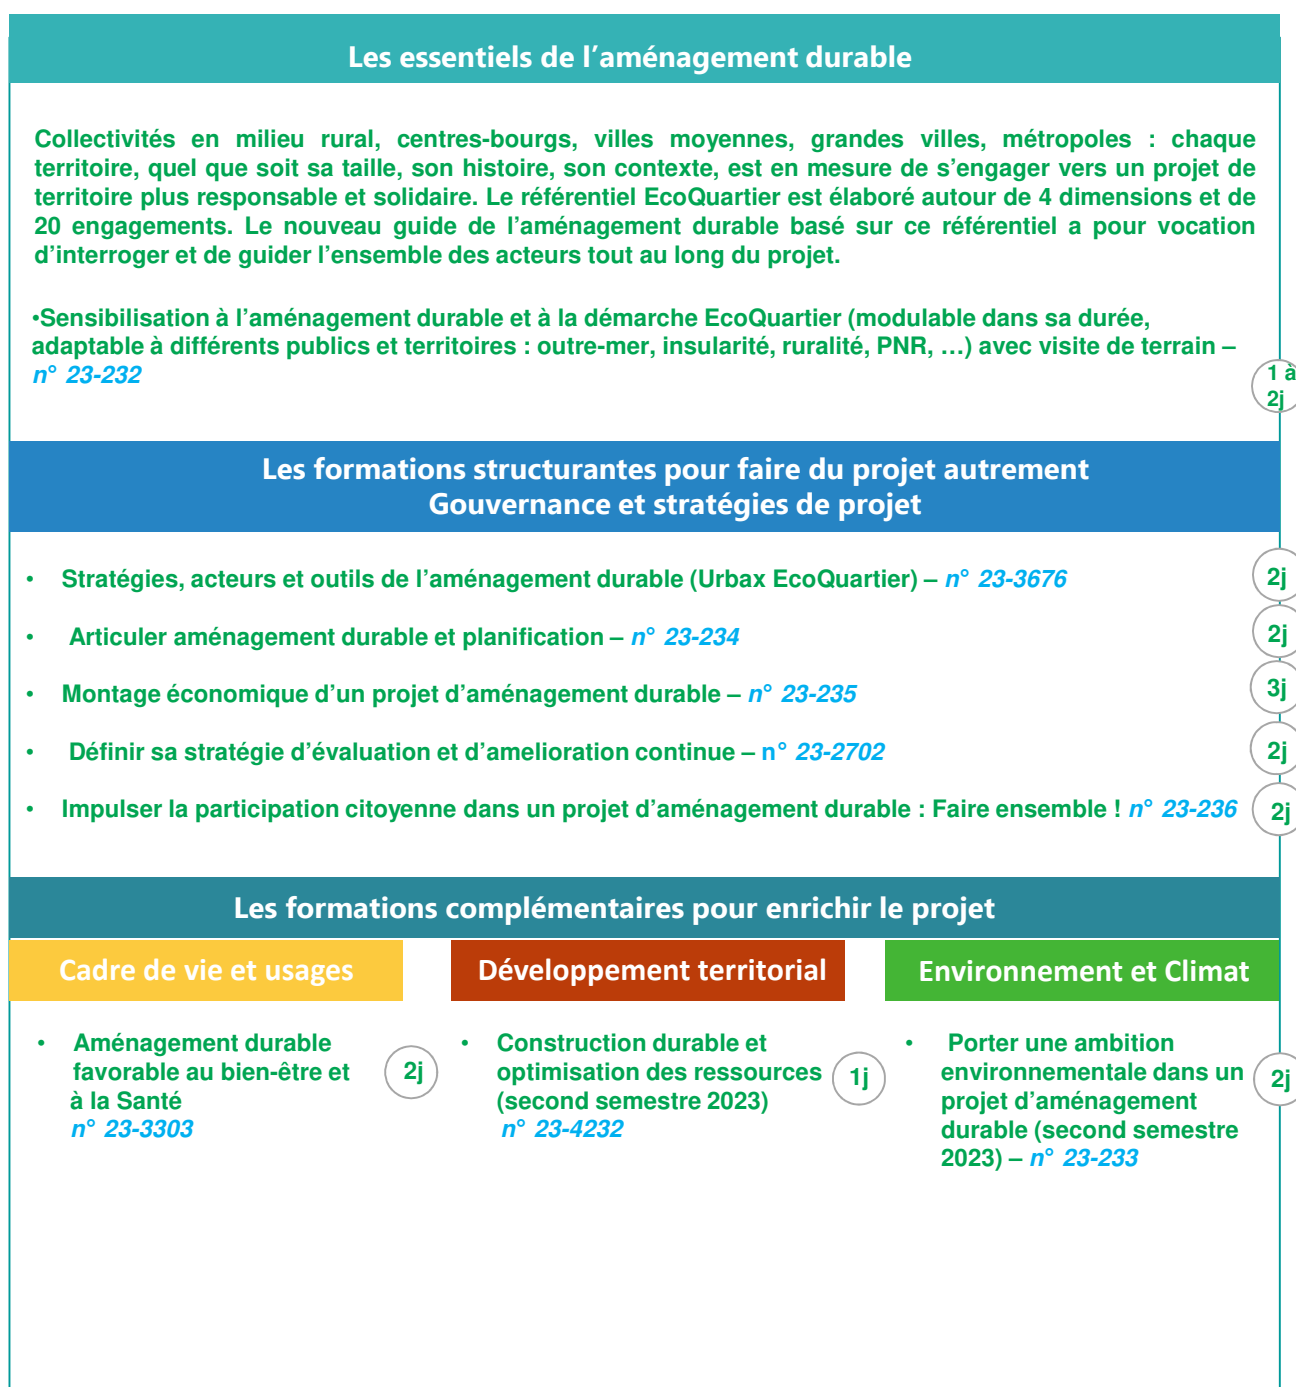 Les essentiels de l’aménagement durable
Collectivités en milieu rural, centres-bourgs, villes moyennes, grandes villes, métropoles : chaque
territoire, quel que soit sa taille, son histoire, son contexte, est en mesure de s’engager vers un projet de
territoire plus responsable et solidaire. Le référentiel EcoQuartier est élaboré autour de 4 dimensions et de
20 engagements. Le nouveau guide de l’aménagement durable basé sur ce référentiel a pour vocation
d’interroger et de guider l’ensemble des acteurs tout au long du projet.
•Sensibilisation à l’aménagement durable et à la démarche EcoQuartier (modulable dans sa durée,
adaptable à différents publics et territoires : outre-mer, insularité, ruralité, PNR, …) avec visite de terrain –
n° 23-232
1 à
2j
Les formations structurantes pour faire du projet autrement
Gouvernance et stratégies de projet
• Stratégies, acteurs et outils de l’aménagement durable (Urbax EcoQuartier) – n° 23-3676
2j
• Articuler aménagement durable et planification – n° 23-234
2j
• Montage économique d’un projet d’aménagement durable – n° 23-235
3j
• Définir sa stratégie d’évaluation et d’amelioration continue – n° 23-2702
2j
• Impulser la participation citoyenne dans un projet d’aménagement durable : Faire ensemble ! n° 23-236
2j
Les formations complémentaires pour enrichir le projet
Cadre de vie et usages
• Aménagement durable
favorable au bien-être et
à la Santé
n° 23-3303
2j
Développement territorial
• Construction durable et
optimisation des ressources
(second semestre 2023)
n° 23-4232
1j
Environnement et Climat
• Porter une ambition
environnementale dans un
projet d’aménagement
durable (second semestre
2023) – n° 23-233
2j